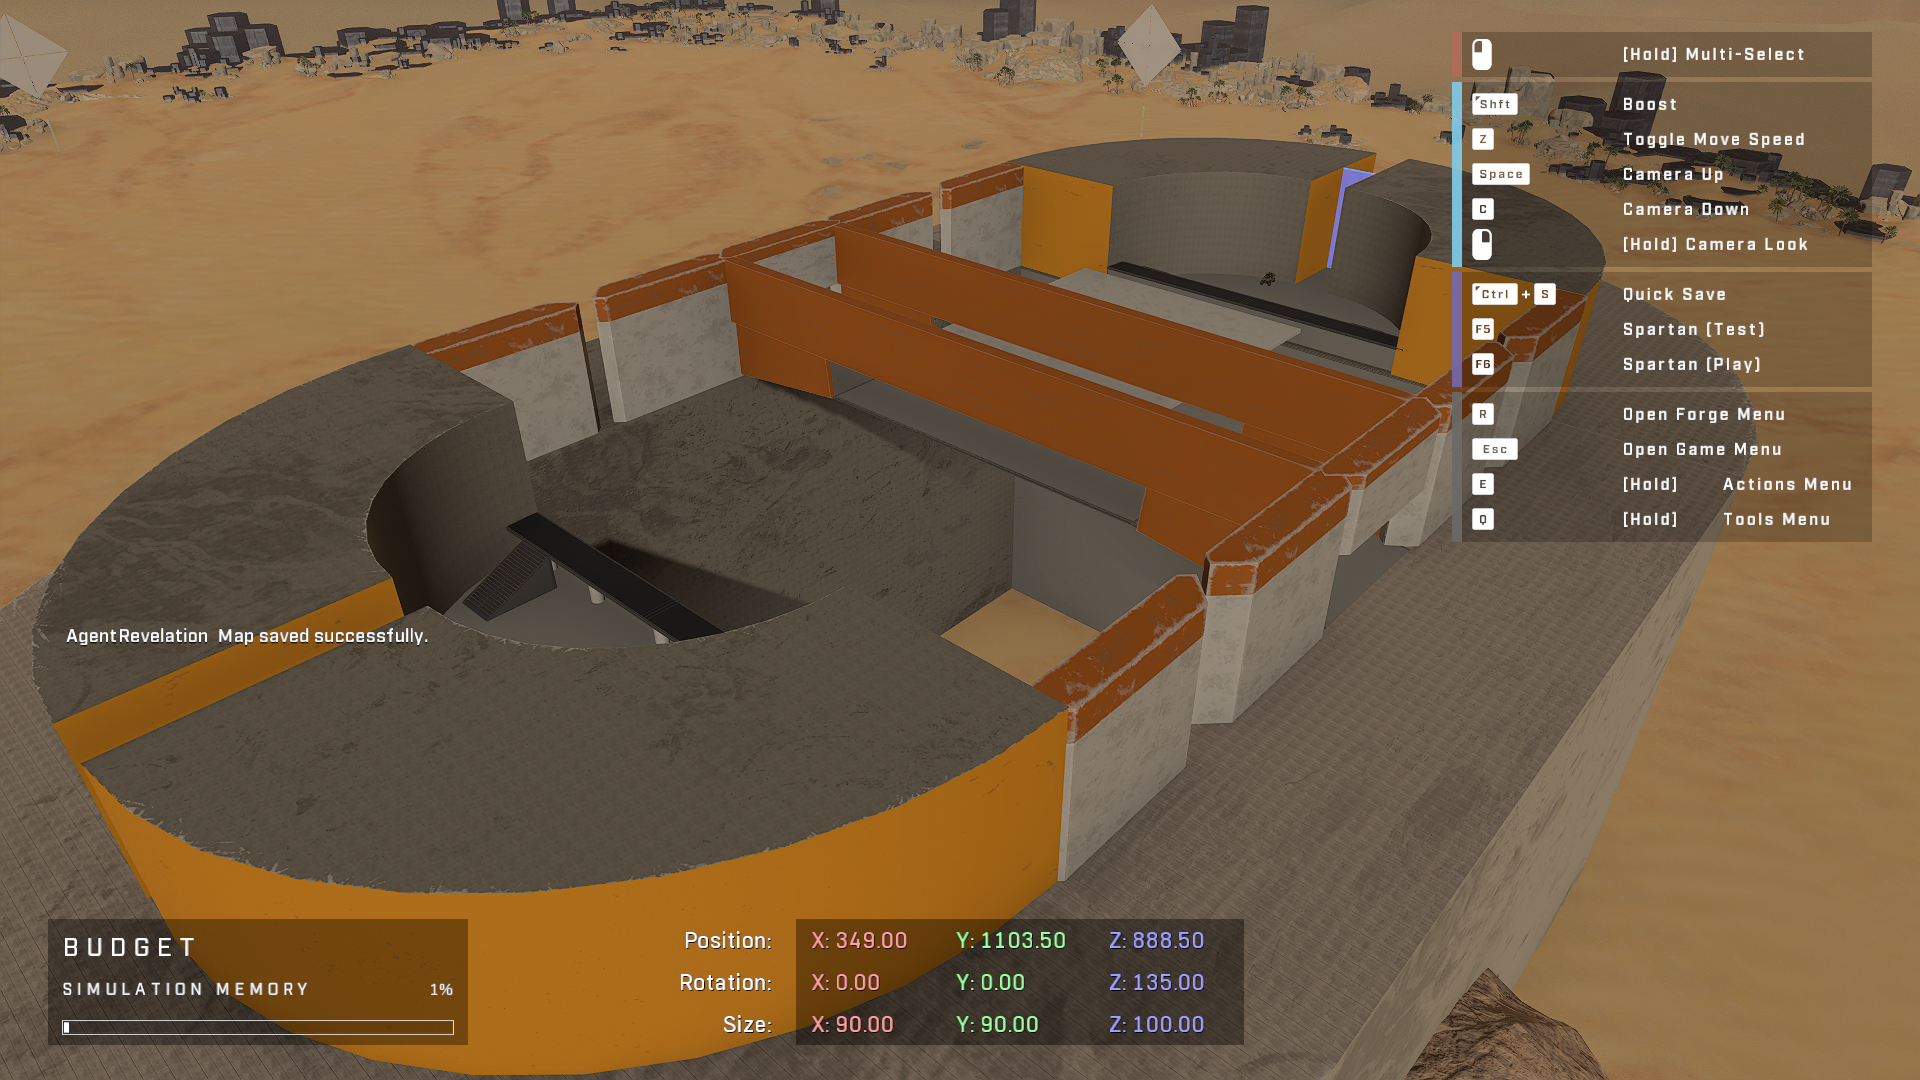 [Hold] Multi-Select
Shft Boost
Z Toggle Move Speed
Space Camera Up
C Camera Down
[Hold] Camera Look
Ctrl + S Quick Save
F5 Spartan (Test)
F6 Spartan (Play)
R Open Forge Menu
Esc Open Game Menu
E [Hold] Actions Menu
Q [Hold] Tools Menu
AgentRevelation Map saved successfully.
BUDGET
SIMULATION MEMORY 1%
Position: X: 349.00 Y: 1103.50 Z: 888.50
Rotation: X: 0.00 Y: 0.00 Z: 135.00
Size: X: 90.00 Y: 90.00 Z: 100.00